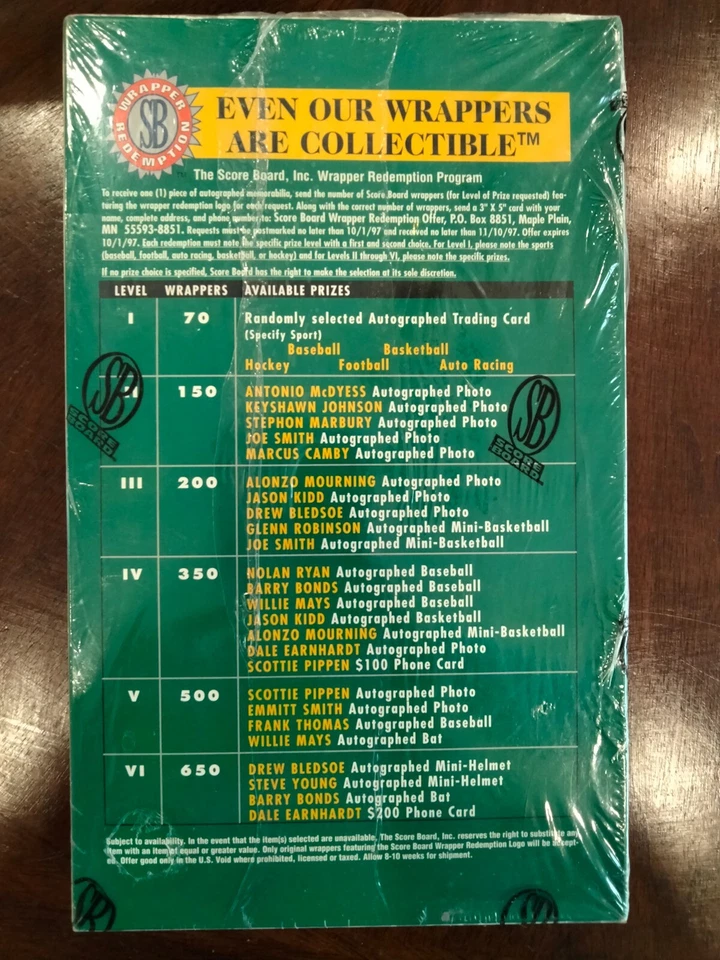 WRAPPER REDEMPTION
SB
EVEN OUR WRAPPERS
ARE COLLECTIBLE™
The Score Board, Inc. Wrapper Redemption Program
To receive one (1) piece of autographed memorabilia, send the number of Score Board wrappers (for Level of Prize requested) fea-
turing the wrapper redemption logo for each request. Along with the correct number of wrappers, send a 3" X 5" card with your
name, complete address, and phone number to: Score Board Wrapper Redemption Offer, P.O. Box 8851, Maple Plain,
MN 55593-8851. Requests must be postmarked no later than 10/1/97 and received no later than 11/10/97. Offer expires
10/1/97. Each redemption must note the specific prize level with a first and second choice. For Level I, please note the sports
(baseball, football, auto racing, basketball, or hockey) and for Levels II through VI, please note the specific prizes.
If no prize choice is specified, Score Board has the right to make the selection at its sole discretion.
LEVEL WRAPPERS AVAILABLE PRIZES
I 70 Randomly selected Autographed Trading Card
(Specify Sport)
Baseball Basketball
Hockey Football Auto Racing
II 150 ANTONIO McDYESS Autographed Photo
KEYSHAWN JOHNSON Autographed Photo
STEPHON MARBURY Autographed Photo
JOE SMITH Autographed Photo
MARCUS CAMBY Autographed Photo
SB
SCORE
BOARD
SB
SCORE
BOARD
III 200 ALONZO MOURNING Autographed Photo
JASON KIDD Autographed Photo
DREW BLEDSOE Autographed Photo
GLENN ROBINSON Autographed Mini-Basketball
JOE SMITH Autographed Mini-Basketball
IV 350 NOLAN RYAN Autographed Baseball
BARRY BONDS Autographed Baseball
WILLIE MAYS Autographed Baseball
JASON KIDD Autographed Basketball
ALONZO MOURNING Autographed Mini-Basketball
DALE EARNHARDT Autographed Photo
SCOTTIE PIPPEN $100 Phone Card
V 500 SCOTTIE PIPPEN Autographed Photo
EMMITT SMITH Autographed Photo
FRANK THOMAS Autographed Baseball
WILLIE MAYS Autographed Bat
VI 650 DREW BLEDSOE Autographed Mini-Helmet
STEVE YOUNG Autographed Mini-Helmet
BARRY BONDS Autographed Bat
DALE EARNHARDT $200 Phone Card
Subject to availability. In the event that the item(s) selected are unavailable, The Score Board, Inc. reserves the right to substitute any
item with an item of equal or greater value. Only original wrappers featuring the Score Board Wrapper Redemption Logo will be accept-
ed. Offer good only in the U.S. Void where prohibited, licensed or taxed. Allow 8-10 weeks for shipment.
SB
SB